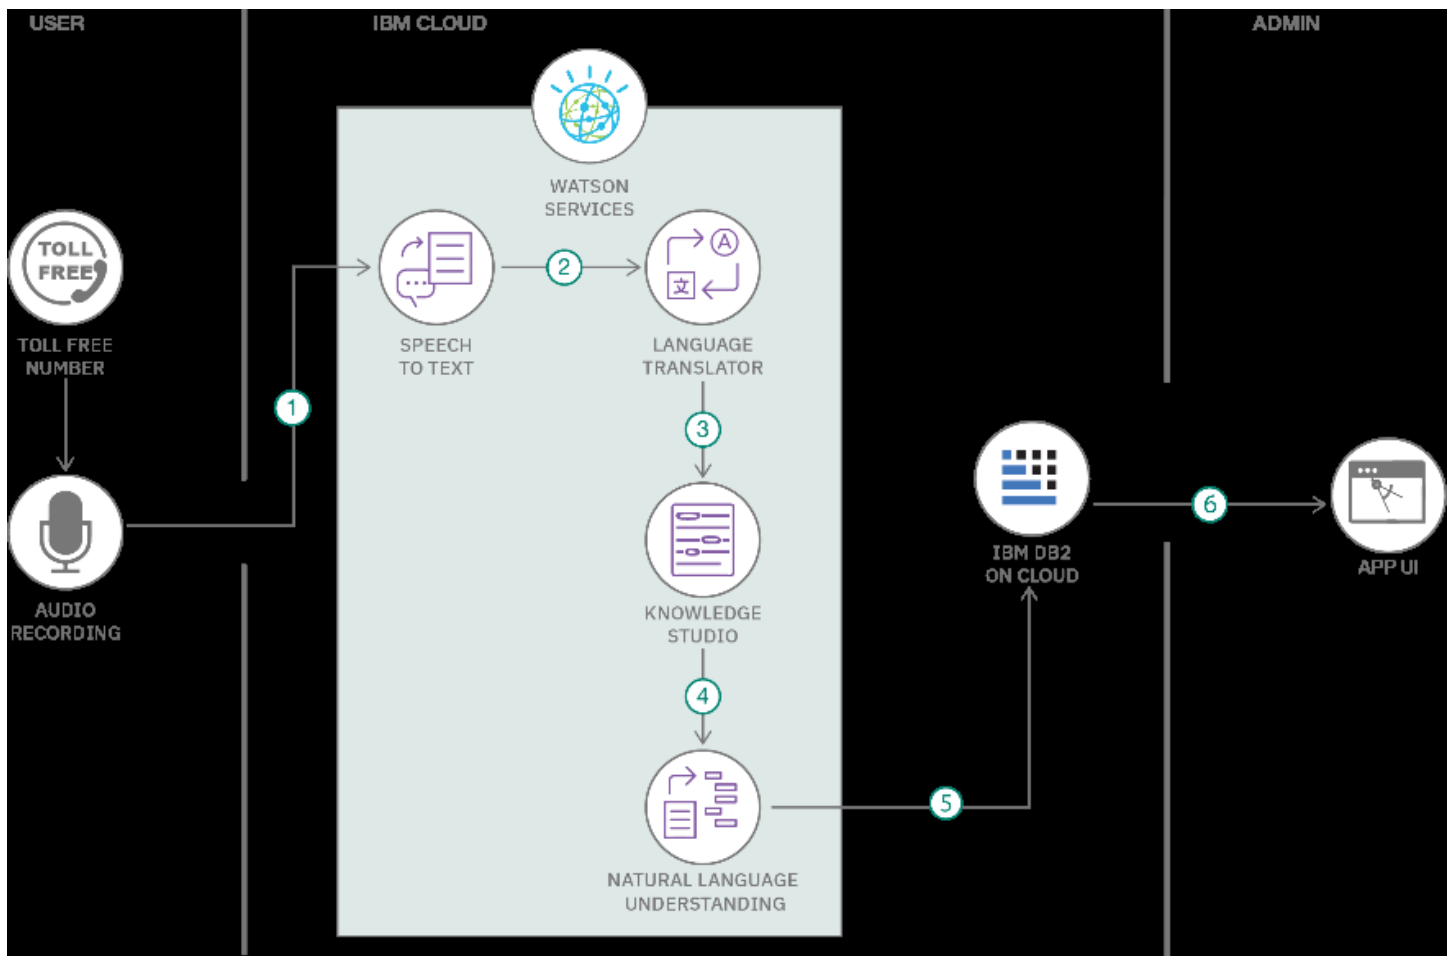 USER
IBM CLOUD
ADMIN
WATSON
SERVICES
TOLL
FREE
TOLL FREE
NUMBER
1
SPEECH
TO TEXT
2
A
文
LANGUAGE
TRANSLATOR
3
AUDIO
RECORDING
KNOWLEDGE
STUDIO
4
NATURAL LANGUAGE
UNDERSTANDING
5
IBM DB2
ON CLOUD
6
APP UI